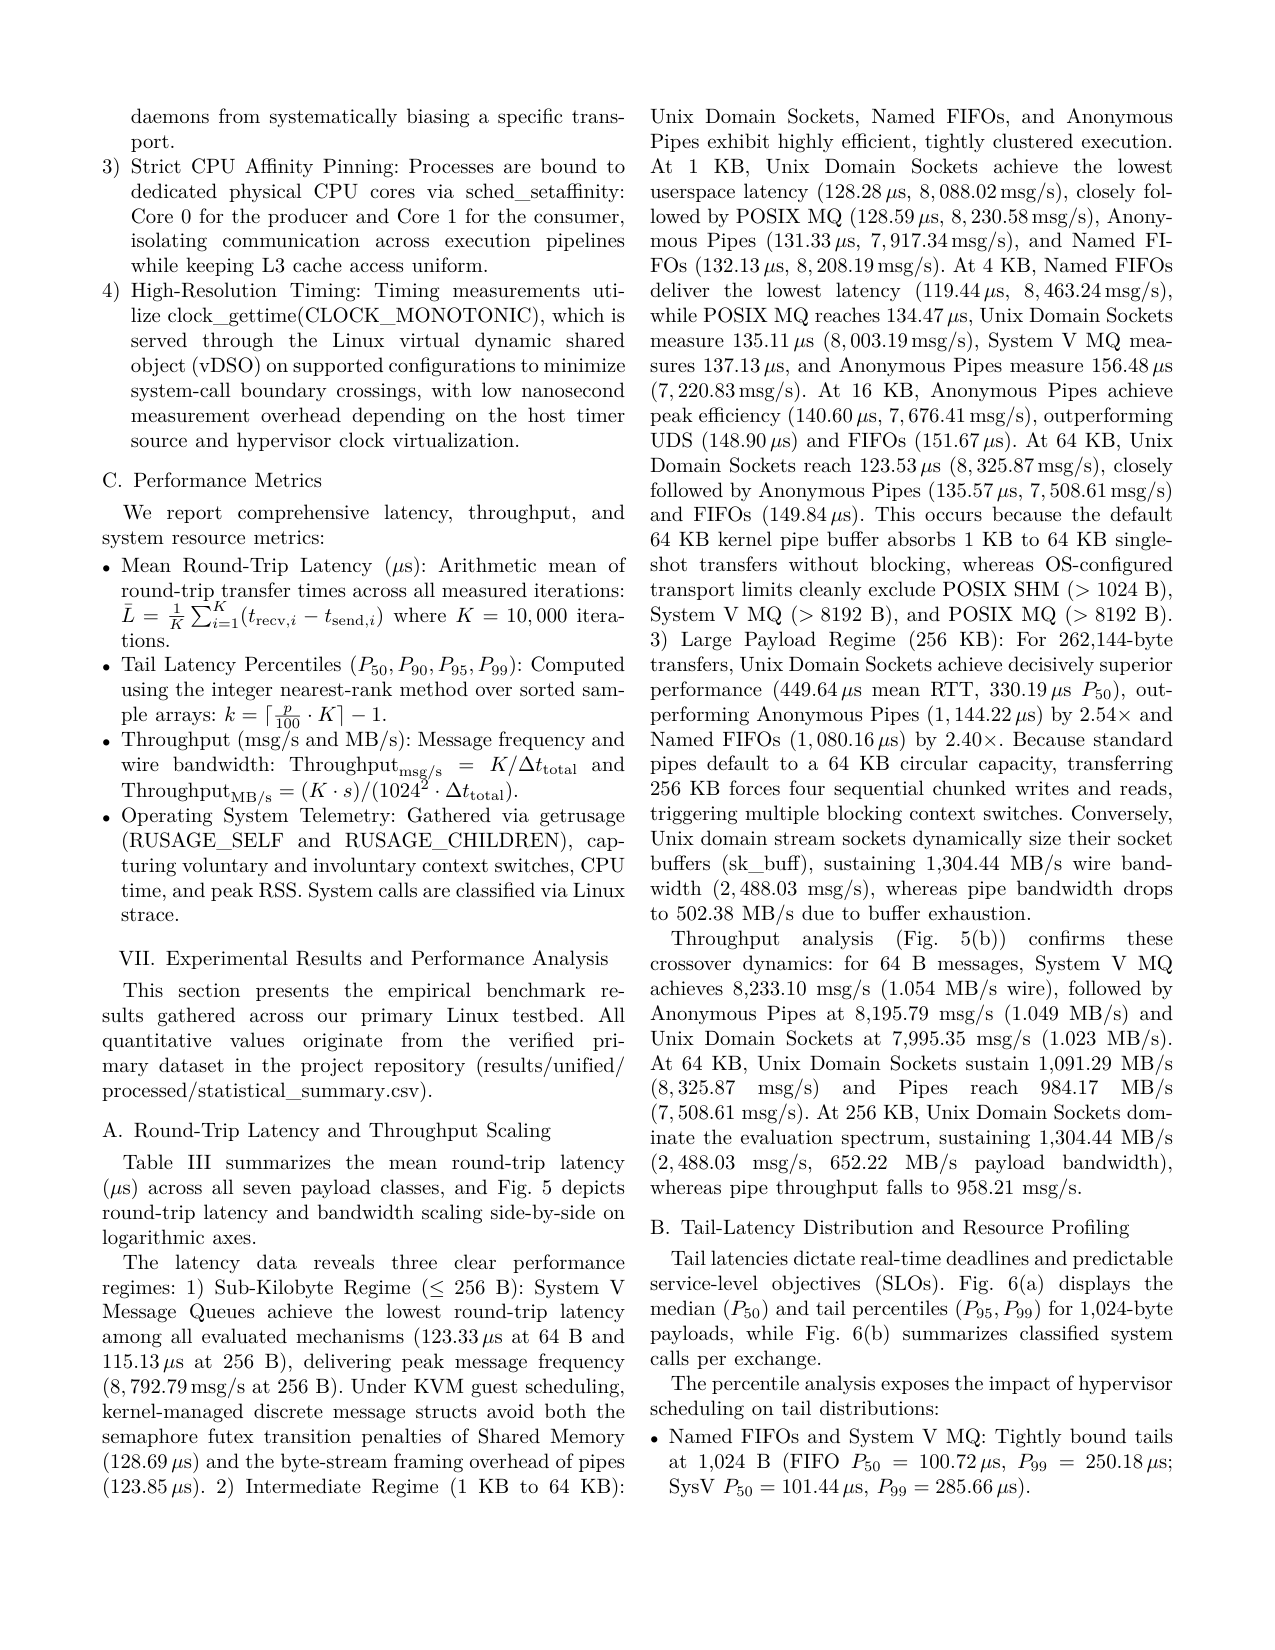 daemons from systematically biasing a specific trans-
port.
3) Strict CPU Affinity Pinning: Processes are bound to
dedicated physical CPU cores via sched_setaffinity:
Core 0 for the producer and Core 1 for the consumer,
isolating communication across execution pipelines
while keeping L3 cache access uniform.
4) High-Resolution Timing: Timing measurements uti-
lize clock_gettime(CLOCK_MONOTONIC), which is
served through the Linux virtual dynamic shared
object (vDSO) on supported configurations to minimize
system-call boundary crossings, with low nanosecond
measurement overhead depending on the host timer
source and hypervisor clock virtualization.
C. Performance Metrics
We report comprehensive latency, throughput, and
system resource metrics:
• Mean Round-Trip Latency (μs): Arithmetic mean of
round-trip transfer times across all measured iterations:
L̄ = 1/K ∑_{i=1}^{K}(t_{recv,i} − t_{send,i}) where K = 10,000 itera-
tions.
• Tail Latency Percentiles (P_{50}, P_{90}, P_{95}, P_{99}): Computed
using the integer nearest-rank method over sorted sam-
ple arrays: k = ⌈p/100 · K⌉ − 1.
• Throughput (msg/s and MB/s): Message frequency and
wire bandwidth: Throughput_{msg/s} = K/Δt_{total} and
Throughput_{MB/s} = (K · s)/(1024² · Δt_{total}).
• Operating System Telemetry: Gathered via getrusage
(RUSAGE_SELF and RUSAGE_CHILDREN), cap-
turing voluntary and involuntary context switches, CPU
time, and peak RSS. System calls are classified via Linux
strace.
VII. Experimental Results and Performance Analysis
This section presents the empirical benchmark re-
sults gathered across our primary Linux testbed. All
quantitative values originate from the verified pri-
mary dataset in the project repository (results/unified/
processed/statistical_summary.csv).
A. Round-Trip Latency and Throughput Scaling
Table III summarizes the mean round-trip latency
(μs) across all seven payload classes, and Fig. 5 depicts
round-trip latency and bandwidth scaling side-by-side on
logarithmic axes.
The latency data reveals three clear performance
regimes: 1) Sub-Kilobyte Regime (≤ 256 B): System V
Message Queues achieve the lowest round-trip latency
among all evaluated mechanisms (123.33 μs at 64 B and
115.13 μs at 256 B), delivering peak message frequency
(8,792.79 msg/s at 256 B). Under KVM guest scheduling,
kernel-managed discrete message structs avoid both the
semaphore futex transition penalties of Shared Memory
(128.69 μs) and the byte-stream framing overhead of pipes
(123.85 μs). 2) Intermediate Regime (1 KB to 64 KB):
Unix Domain Sockets, Named FIFOs, and Anonymous
Pipes exhibit highly efficient, tightly clustered execution.
At 1 KB, Unix Domain Sockets achieve the lowest
userspace latency (128.28 μs, 8,088.02 msg/s), closely fol-
lowed by POSIX MQ (128.59 μs, 8,230.58 msg/s), Anony-
mous Pipes (131.33 μs, 7,917.34 msg/s), and Named FI-
FOs (132.13 μs, 8,208.19 msg/s). At 4 KB, Named FIFOs
deliver the lowest latency (119.44 μs, 8,463.24 msg/s),
while POSIX MQ reaches 134.47 μs, Unix Domain Sockets
measure 135.11 μs (8,003.19 msg/s), System V MQ mea-
sures 137.13 μs, and Anonymous Pipes measure 156.48 μs
(7,220.83 msg/s). At 16 KB, Anonymous Pipes achieve
peak efficiency (140.60 μs, 7,676.41 msg/s), outperforming
UDS (148.90 μs) and FIFOs (151.67 μs). At 64 KB, Unix
Domain Sockets reach 123.53 μs (8,325.87 msg/s), closely
followed by Anonymous Pipes (135.57 μs, 7,508.61 msg/s)
and FIFOs (149.84 μs). This occurs because the default
64 KB kernel pipe buffer absorbs 1 KB to 64 KB single-
shot transfers without blocking, whereas OS-configured
transport limits cleanly exclude POSIX SHM (> 1024 B),
System V MQ (> 8192 B), and POSIX MQ (> 8192 B).
3) Large Payload Regime (256 KB): For 262,144-byte
transfers, Unix Domain Sockets achieve decisively superior
performance (449.64 μs mean RTT, 330.19 μs P_{50}), out-
performing Anonymous Pipes (1,144.22 μs) by 2.54× and
Named FIFOs (1,080.16 μs) by 2.40×. Because standard
pipes default to a 64 KB circular capacity, transferring
256 KB forces four sequential chunked writes and reads,
triggering multiple blocking context switches. Conversely,
Unix domain stream sockets dynamically size their socket
buffers (sk_buff), sustaining 1,304.44 MB/s wire band-
width (2,488.03 msg/s), whereas pipe bandwidth drops
to 502.38 MB/s due to buffer exhaustion.
Throughput analysis (Fig. 5(b)) confirms these
crossover dynamics: for 64 B messages, System V MQ
achieves 8,233.10 msg/s (1.054 MB/s wire), followed by
Anonymous Pipes at 8,195.79 msg/s (1.049 MB/s) and
Unix Domain Sockets at 7,995.35 msg/s (1.023 MB/s).
At 64 KB, Unix Domain Sockets sustain 1,091.29 MB/s
(8,325.87 msg/s) and Pipes reach 984.17 MB/s
(7,508.61 msg/s). At 256 KB, Unix Domain Sockets dom-
inate the evaluation spectrum, sustaining 1,304.44 MB/s
(2,488.03 msg/s, 652.22 MB/s payload bandwidth),
whereas pipe throughput falls to 958.21 msg/s.
B. Tail-Latency Distribution and Resource Profiling
Tail latencies dictate real-time deadlines and predictable
service-level objectives (SLOs). Fig. 6(a) displays the
median (P_{50}) and tail percentiles (P_{95}, P_{99}) for 1,024-byte
payloads, while Fig. 6(b) summarizes classified system
calls per exchange.
The percentile analysis exposes the impact of hypervisor
scheduling on tail distributions:
• Named FIFOs and System V MQ: Tightly bound tails
at 1,024 B (FIFO P_{50} = 100.72 μs, P_{99} = 250.18 μs;
SysV P_{50} = 101.44 μs, P_{99} = 285.66 μs).